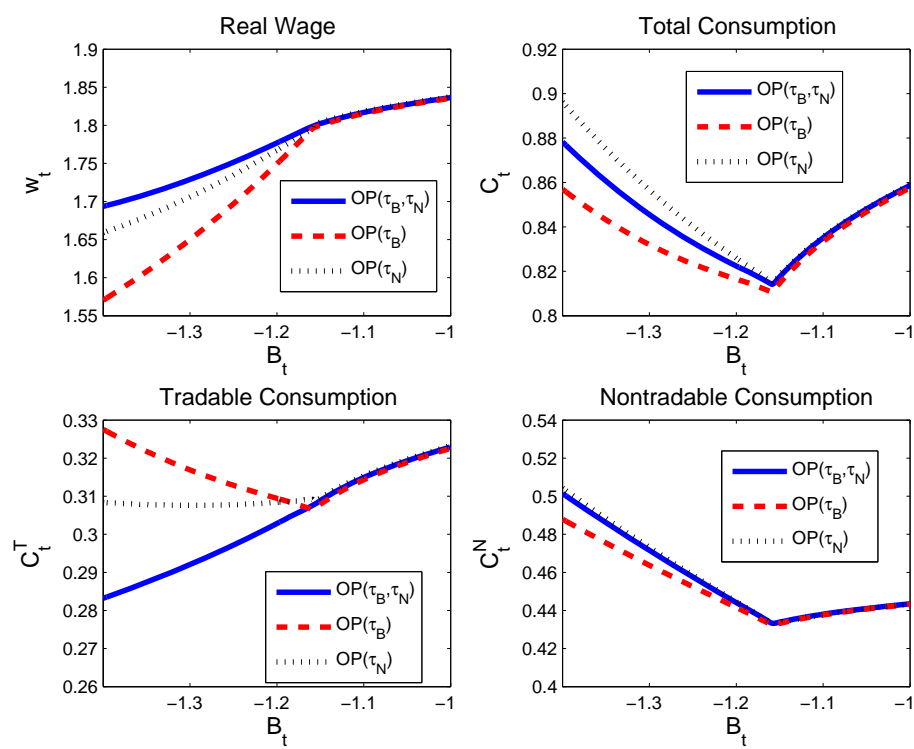 Real Wage
1.9
1.85
1.8
1.75
1.7
1.65
1.6
1.55
w_t
OP(τ_B,τ_N)
OP(τ_B)
OP(τ_N)
−1.3 −1.2 −1.1 −1
B_t
Total Consumption
0.92
0.9
0.88
0.86
0.84
0.82
0.8
C_t
OP(τ_B,τ_N)
OP(τ_B)
OP(τ_N)
−1.3 −1.2 −1.1 −1
B_t
Tradable Consumption
0.33
0.32
0.31
0.3
0.29
0.28
0.27
0.26
C_t^T
OP(τ_B,τ_N)
OP(τ_B)
OP(τ_N)
−1.3 −1.2 −1.1 −1
B_t
Nontradable Consumption
0.54
0.52
0.5
0.48
0.46
0.44
0.42
0.4
C_t^N
OP(τ_B,τ_N)
OP(τ_B)
OP(τ_N)
−1.3 −1.2 −1.1 −1
B_t